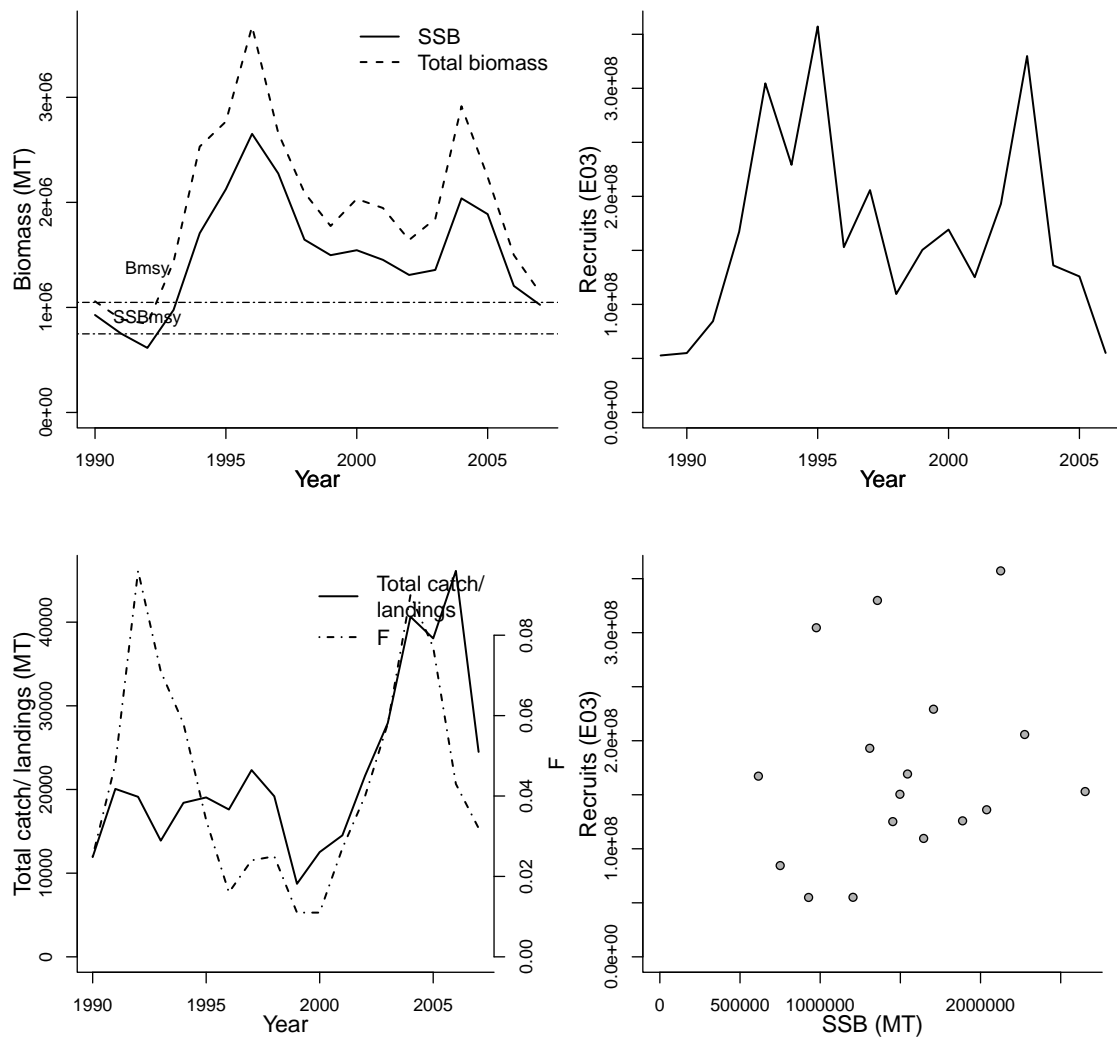 SSB
Total biomass
Biomass (MT)
0e+00
1e+06
2e+06
3e+06
Bmsy
SSBmsy
1990
1995
2000
2005
Year
Recruits (E03)
0.0e+00
1.0e+08
2.0e+08
3.0e+08
1990
1995
2000
2005
Year
Total catch/
landings
F
Total catch/ landings (MT)
0
10000
20000
30000
40000
0.00
0.02
0.04
0.06
0.08
F
1990
1995
2000
2005
Year
Recruits (E03)
0.0e+00
1.0e+08
2.0e+08
3.0e+08
0
500000
1000000
2000000
SSB (MT)